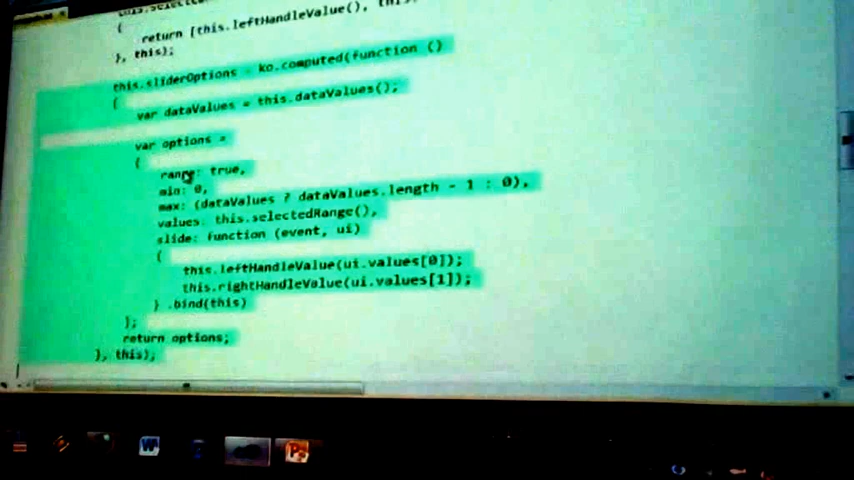 {
return [this.leftHandleValue(),
}, this);
this.sliderOptions = ko.computed(function ()
{
var dataValues = this.dataValues();
var options =
{
range: true,
min: 0,
max: (dataValues ? dataValues.length - 1 : 0),
values: this.selectedRange(),
slide: function (event, ui)
{
this.leftHandleValue(ui.values[0]);
this.rightHandleValue(ui.values[1]);
} .bind(this)
};
return options;
}, this);